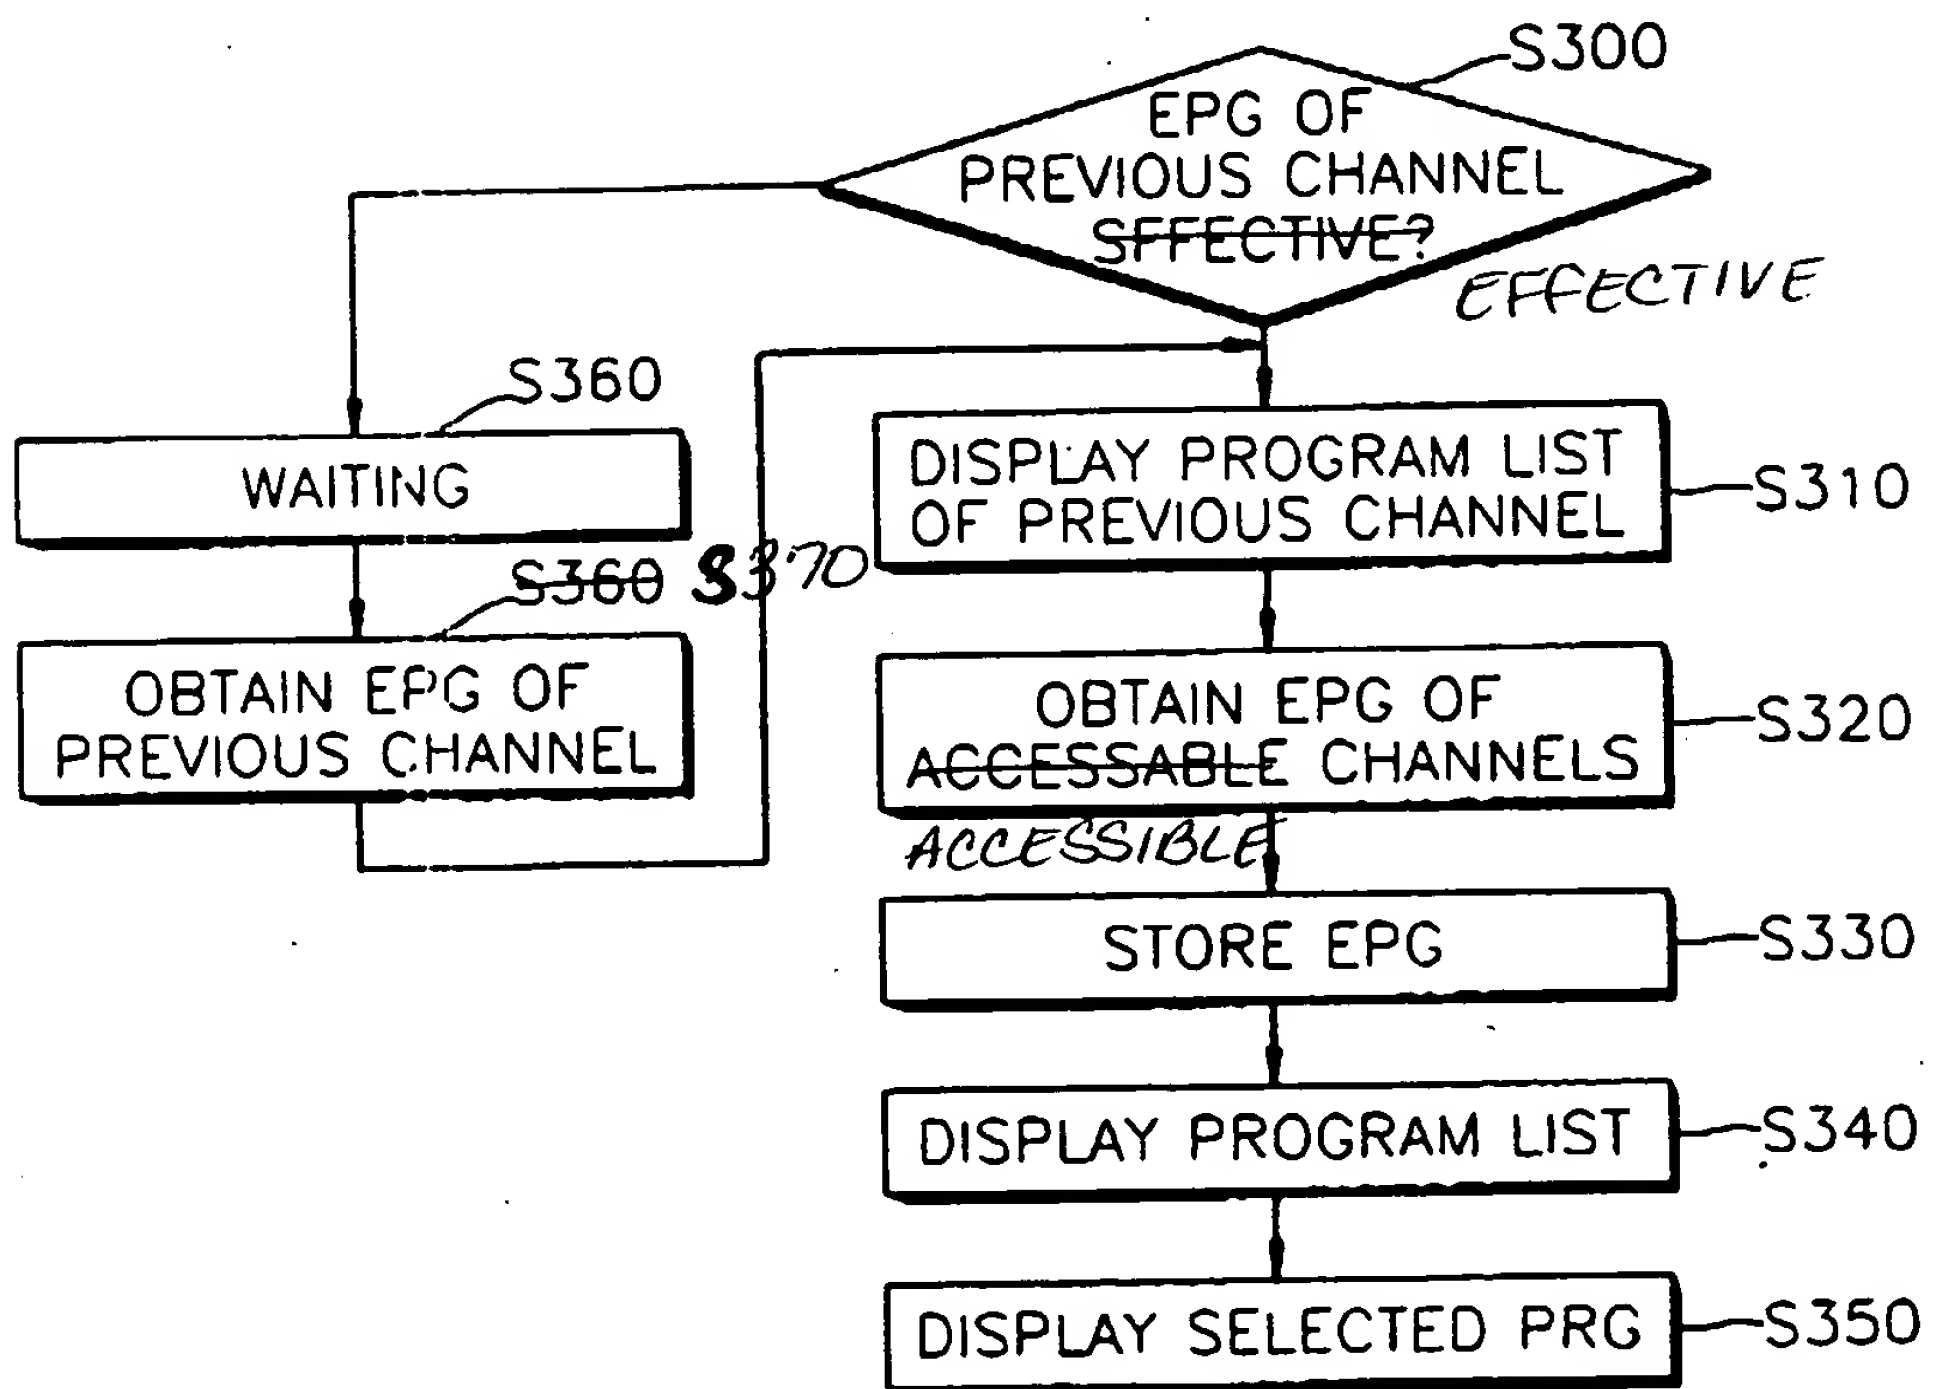 S300
EPG OF
PREVIOUS CHANNEL
SFFECTIVE?
EFFECTIVE
S360
WAITING
S360 S370
OBTAIN EPG OF
PREVIOUS CHANNEL
DISPLAY PROGRAM LIST
OF PREVIOUS CHANNEL
S310
OBTAIN EPG OF
ACCESSABLE CHANNELS
S320
ACCESSIBLE
STORE EPG
S330
DISPLAY PROGRAM LIST
S340
DISPLAY SELECTED PRG
S350